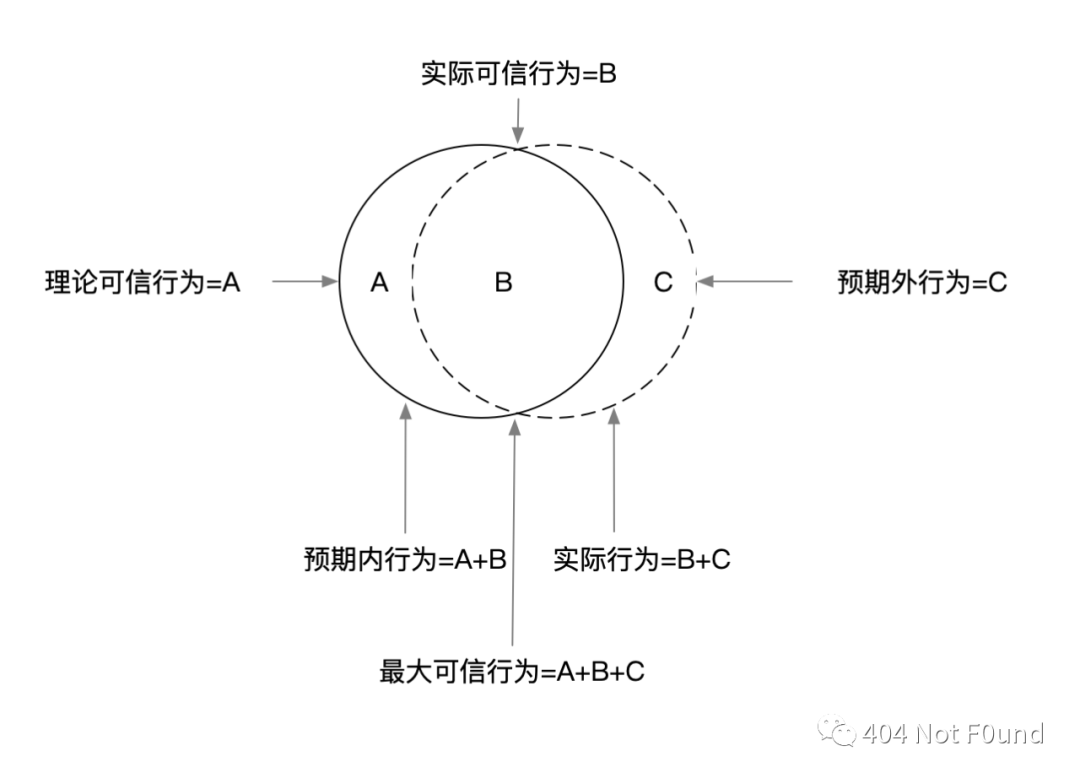 实际可信行为=B
理论可信行为=A
A
B
C
预期外行为=C
预期内行为=A+B
实际行为=B+C
最大可信行为=A+B+C
404 Not F0und